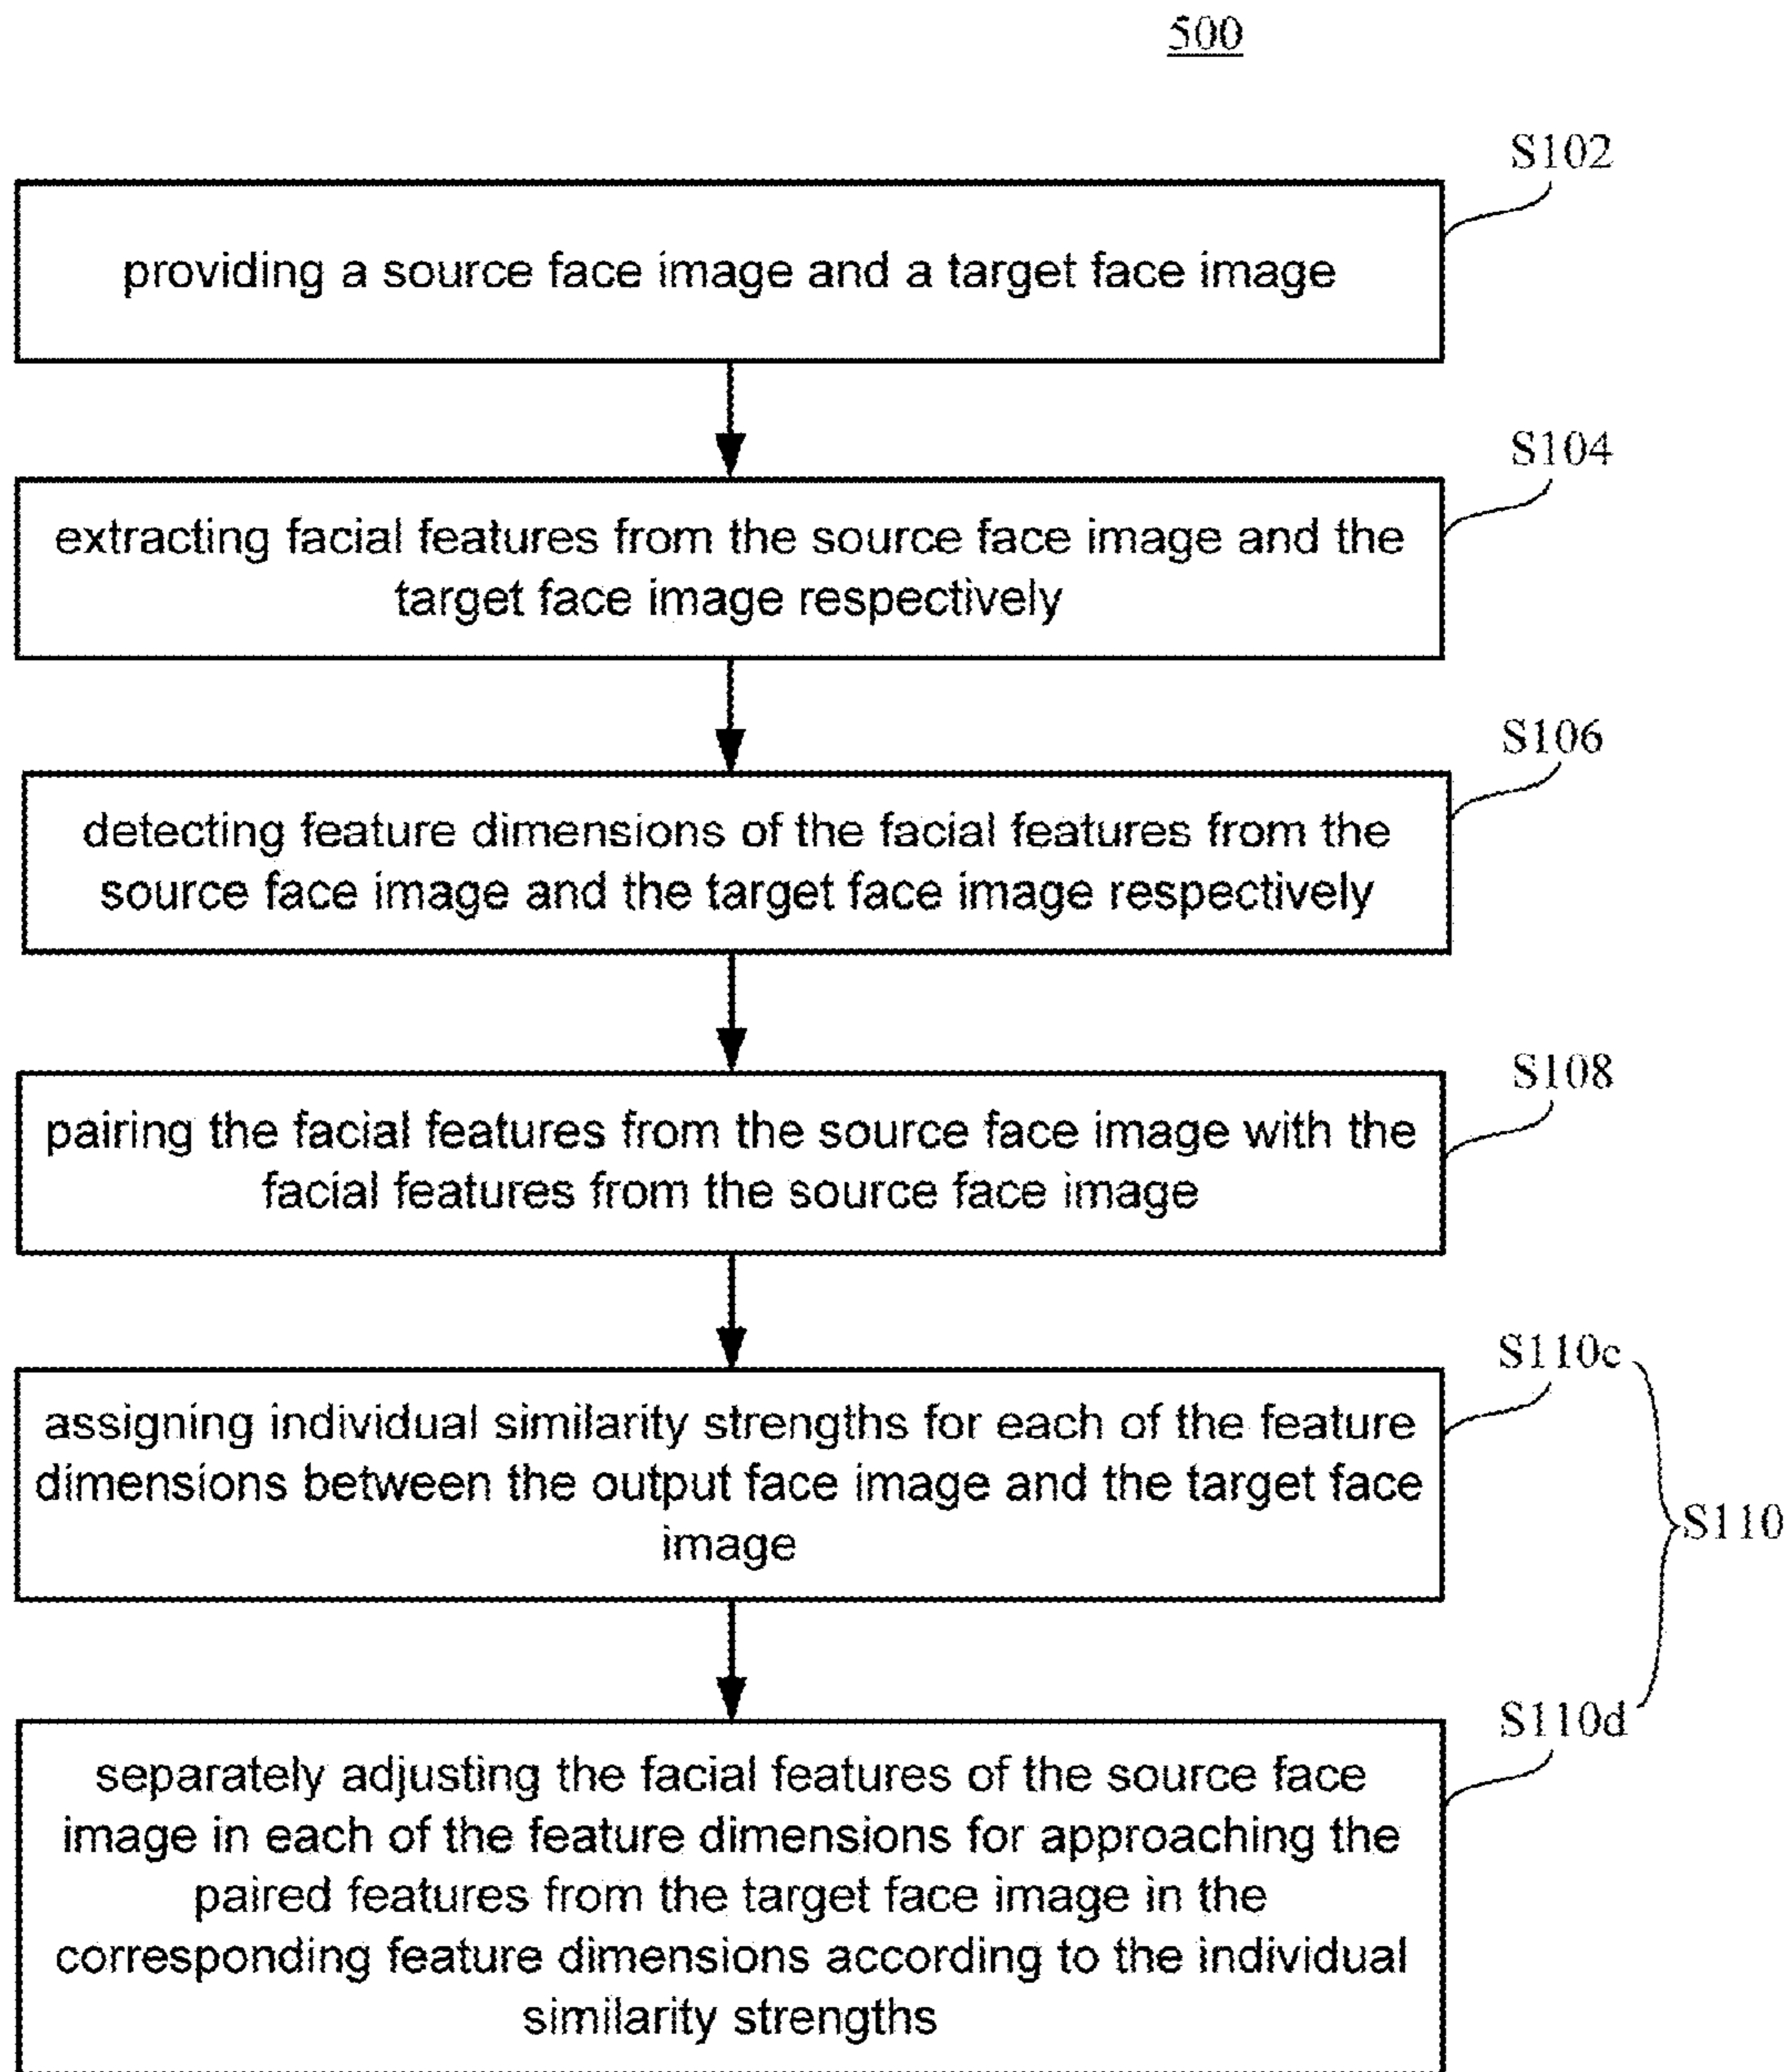 500
S102
providing a source face image and a target face image
S104
extracting facial features from the source face image and the
target face image respectively
S106
detecting feature dimensions of the facial features from the
source face image and the target face image respectively
S108
pairing the facial features from the source face image with the
facial features from the source face image
S110c
assigning individual similarity strengths for each of the feature
dimensions between the output face image and the target face
image
S110
S110d
separately adjusting the facial features of the source face
image in each of the feature dimensions for approaching the
paired features from the target face image in the
corresponding feature dimensions according to the individual
similarity strengths